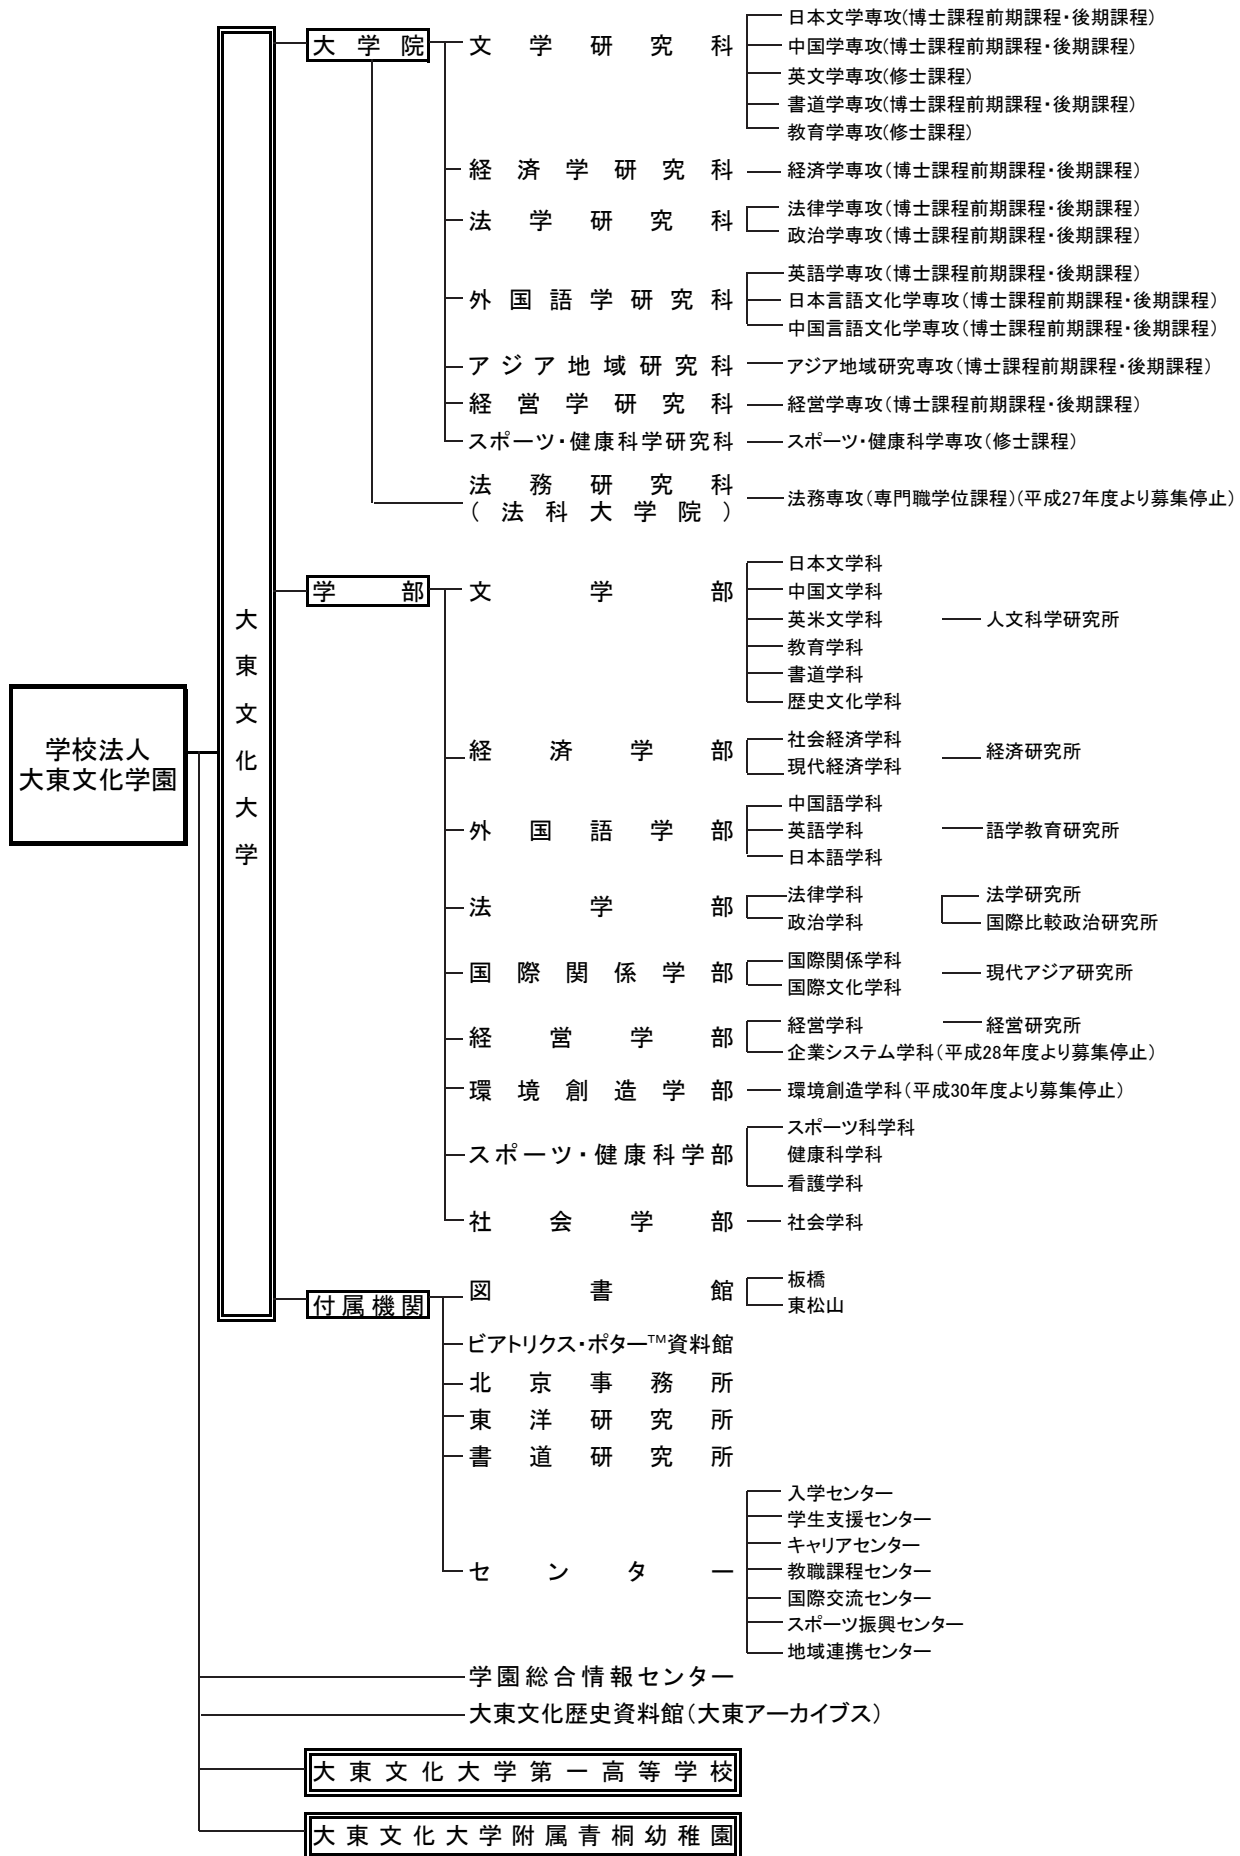 学校法人
大東文化学園
大東文化大学
大学院
文学研究科
日本文学専攻(博士課程前期課程・後期課程)
中国学専攻(博士課程前期課程・後期課程)
英文学専攻(修士課程)
書道学専攻(博士課程前期課程・後期課程)
教育学専攻(修士課程)
経済学研究科
経済学専攻(博士課程前期課程・後期課程)
法学研究科
法律学専攻(博士課程前期課程・後期課程)
政治学専攻(博士課程前期課程・後期課程)
外国語学研究科
英語学専攻(博士課程前期課程・後期課程)
日本言語文化学専攻(博士課程前期課程・後期課程)
中国言語文化学専攻(博士課程前期課程・後期課程)
アジア地域研究科
アジア地域研究専攻(博士課程前期課程・後期課程)
経営学研究科
経営学専攻(博士課程前期課程・後期課程)
スポーツ・健康科学研究科
スポーツ・健康科学専攻(修士課程)
法務研究科
(法科大学院)
法務専攻(専門職学位課程)(平成27年度より募集停止)
学部
文学部
日本文学科
中国文学科
英米文学科
教育学科
書道学科
歴史文化学科
人文科学研究所
経済学部
社会経済学科
現代経済学科
経済研究所
外国語学部
中国語学科
英語学科
日本語学科
語学教育研究所
法学部
法律学科
政治学科
法学研究所
国際比較政治研究所
国際関係学部
国際関係学科
国際文化学科
現代アジア研究所
経営学部
経営学科
経営研究所
企業システム学科(平成28年度より募集停止)
環境創造学部
環境創造学科(平成30年度より募集停止)
スポーツ・健康科学部
スポーツ科学科
健康科学科
看護学科
社会学部
社会学科
付属機関
図書館
板橋
東松山
ビアトリクス・ポター™資料館
北京事務所
東洋研究所
書道研究所
センター
入学センター
学生支援センター
キャリアセンター
教職課程センター
国際交流センター
スポーツ振興センター
地域連携センター
学園総合情報センター
大東文化歴史資料館(大東アーカイブス)
大東文化大学第一高等学校
大東文化大学附属青桐幼稚園